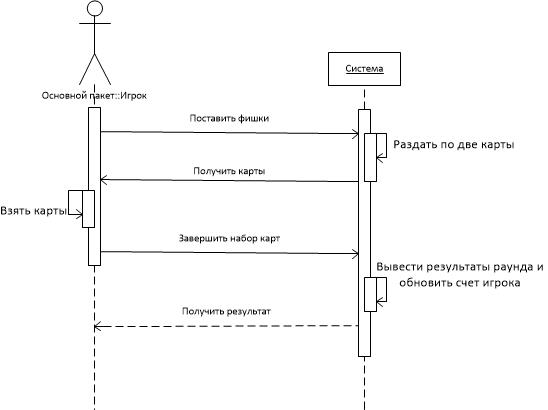 Основной пакет::Игрок
Система
Поставить фишки
Раздать по две карты
Получить карты
Взять карты
Завершить набор карт
Вывести результаты раунда и
обновить счет игрока
Получить результат